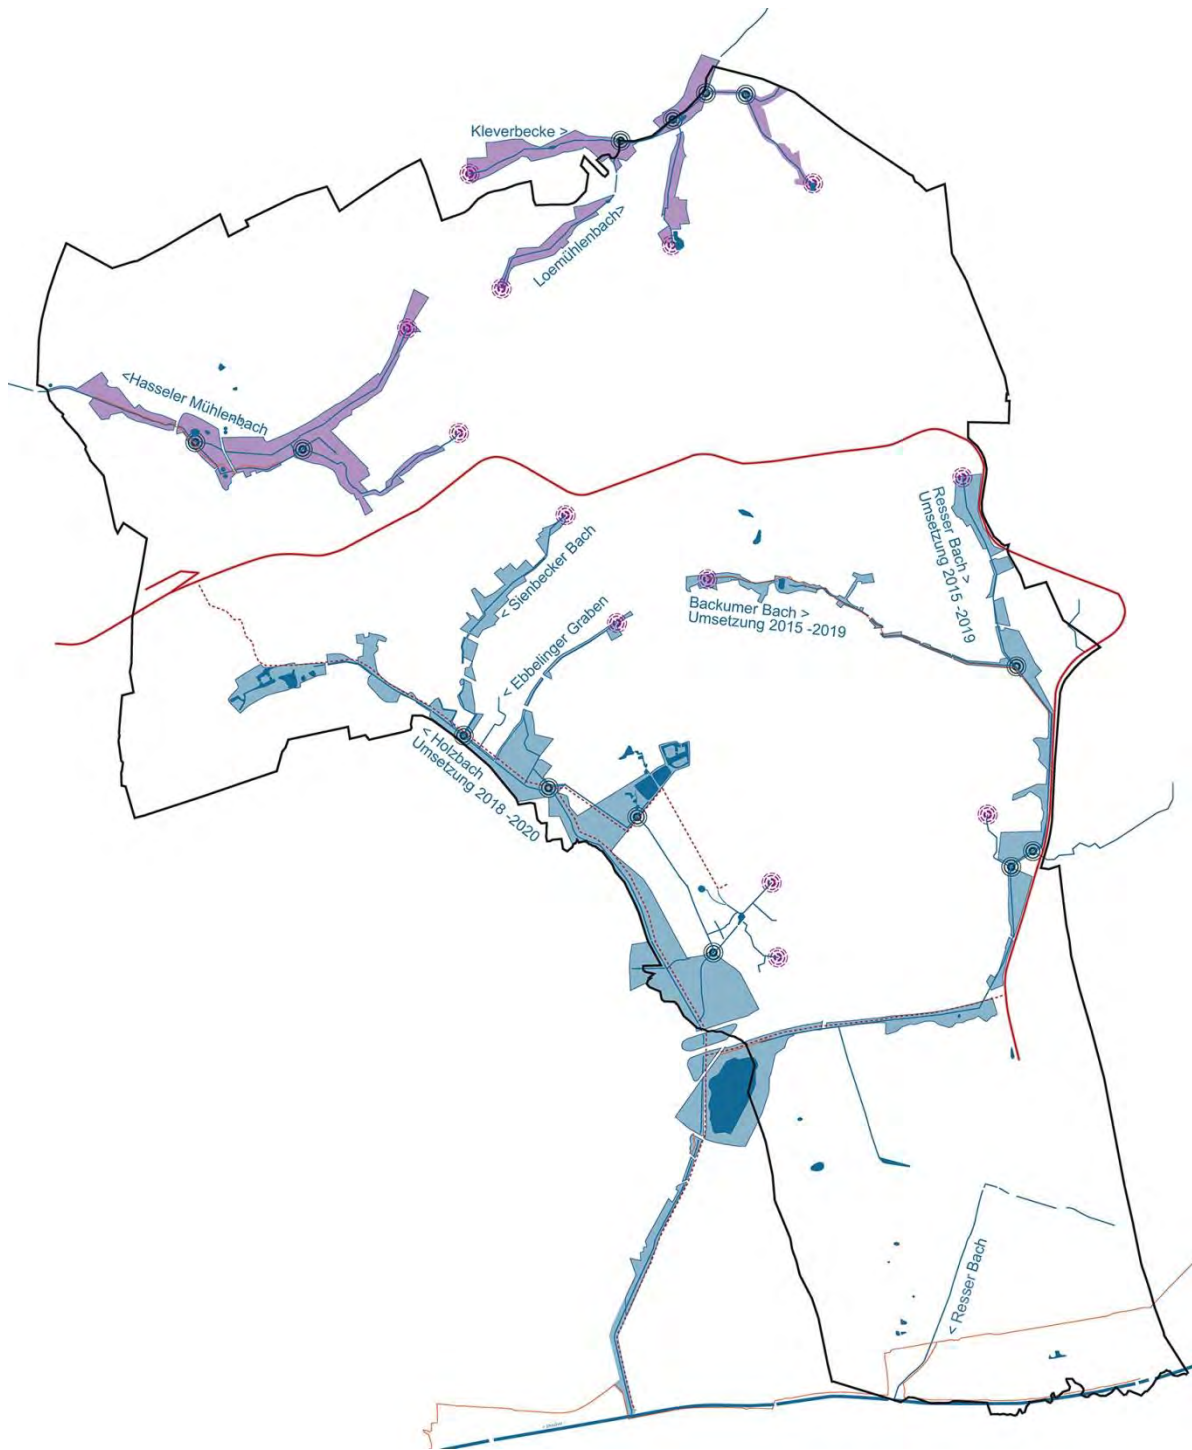 Kleverbecke >
Loemühlenbach>
<Hasseler Mühlenbach
< Sienbecker Bach
Resser Bach >
Umsetzung 2015 -2019
Backumer Bach >
Umsetzung 2015 -2019
< Ebbelinger Graben
< Holzbach
Umsetzung 2018 -2020
< Resser Bach